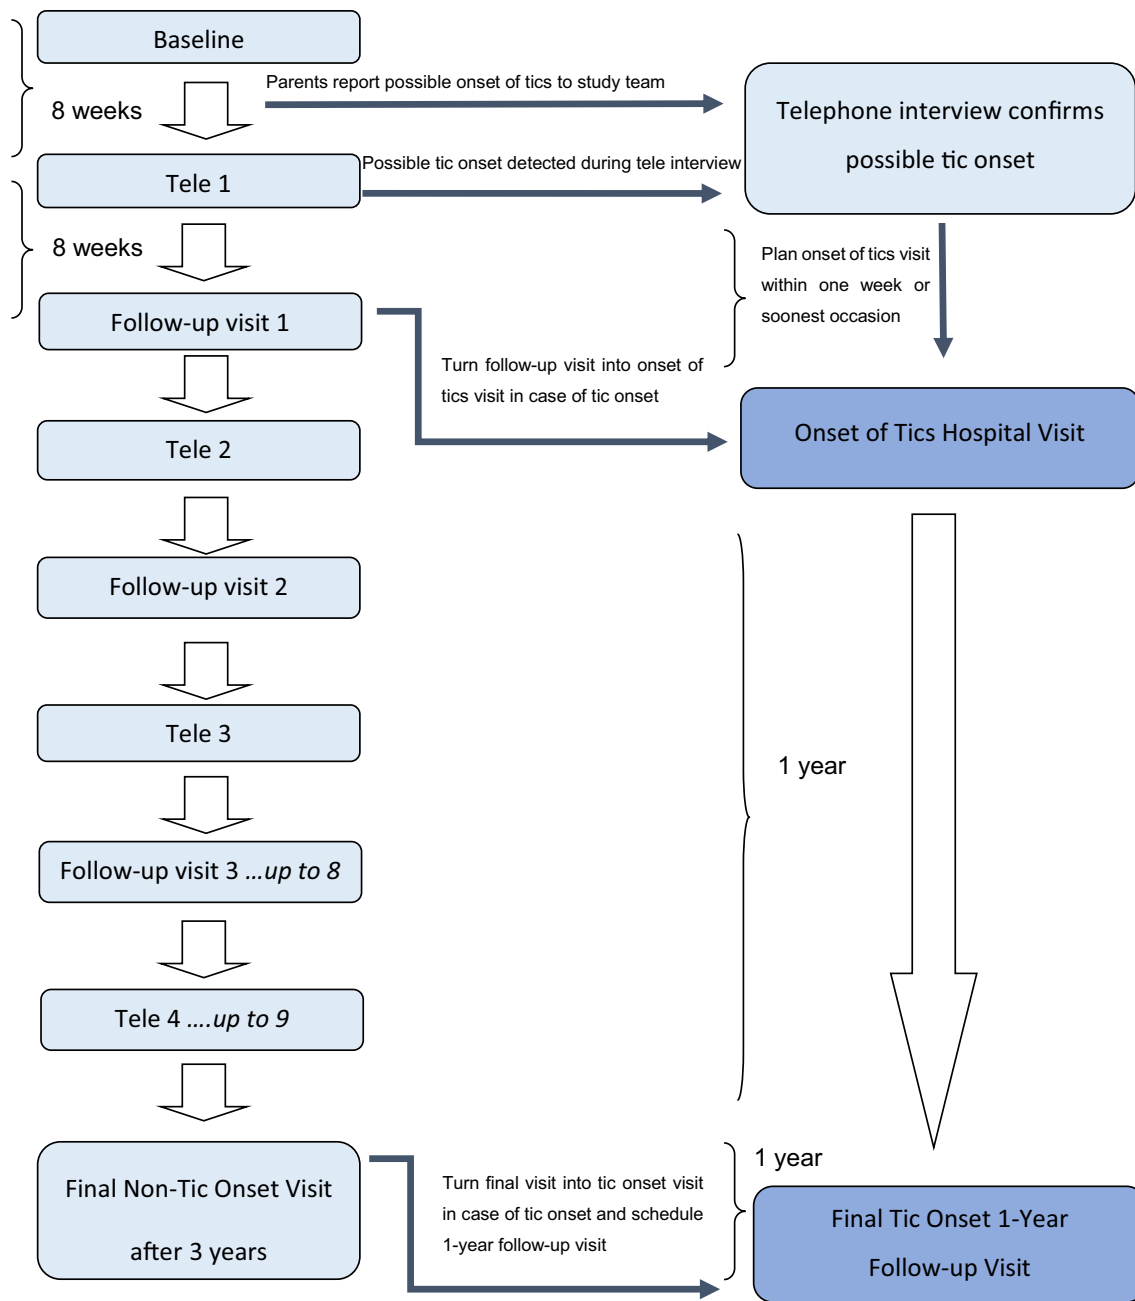 Baseline
8 weeks
Parents report possible onset of tics to study team
Telephone interview confirms
possible tic onset
Tele 1
Possible tic onset detected during tele interview
8 weeks
Plan onset of tics visit
within one week or
soonest occasion
Follow-up visit 1
Turn follow-up visit into onset of
tics visit in case of tic onset
Onset of Tics Hospital Visit
Tele 2
Follow-up visit 2
Tele 3
1 year
Follow-up visit 3 ...up to 8
Tele 4 ....up to 9
Final Non-Tic Onset Visit
after 3 years
Turn final visit into tic onset visit
in case of tic onset and schedule
1-year follow-up visit
1 year
Final Tic Onset 1-Year
Follow-up Visit